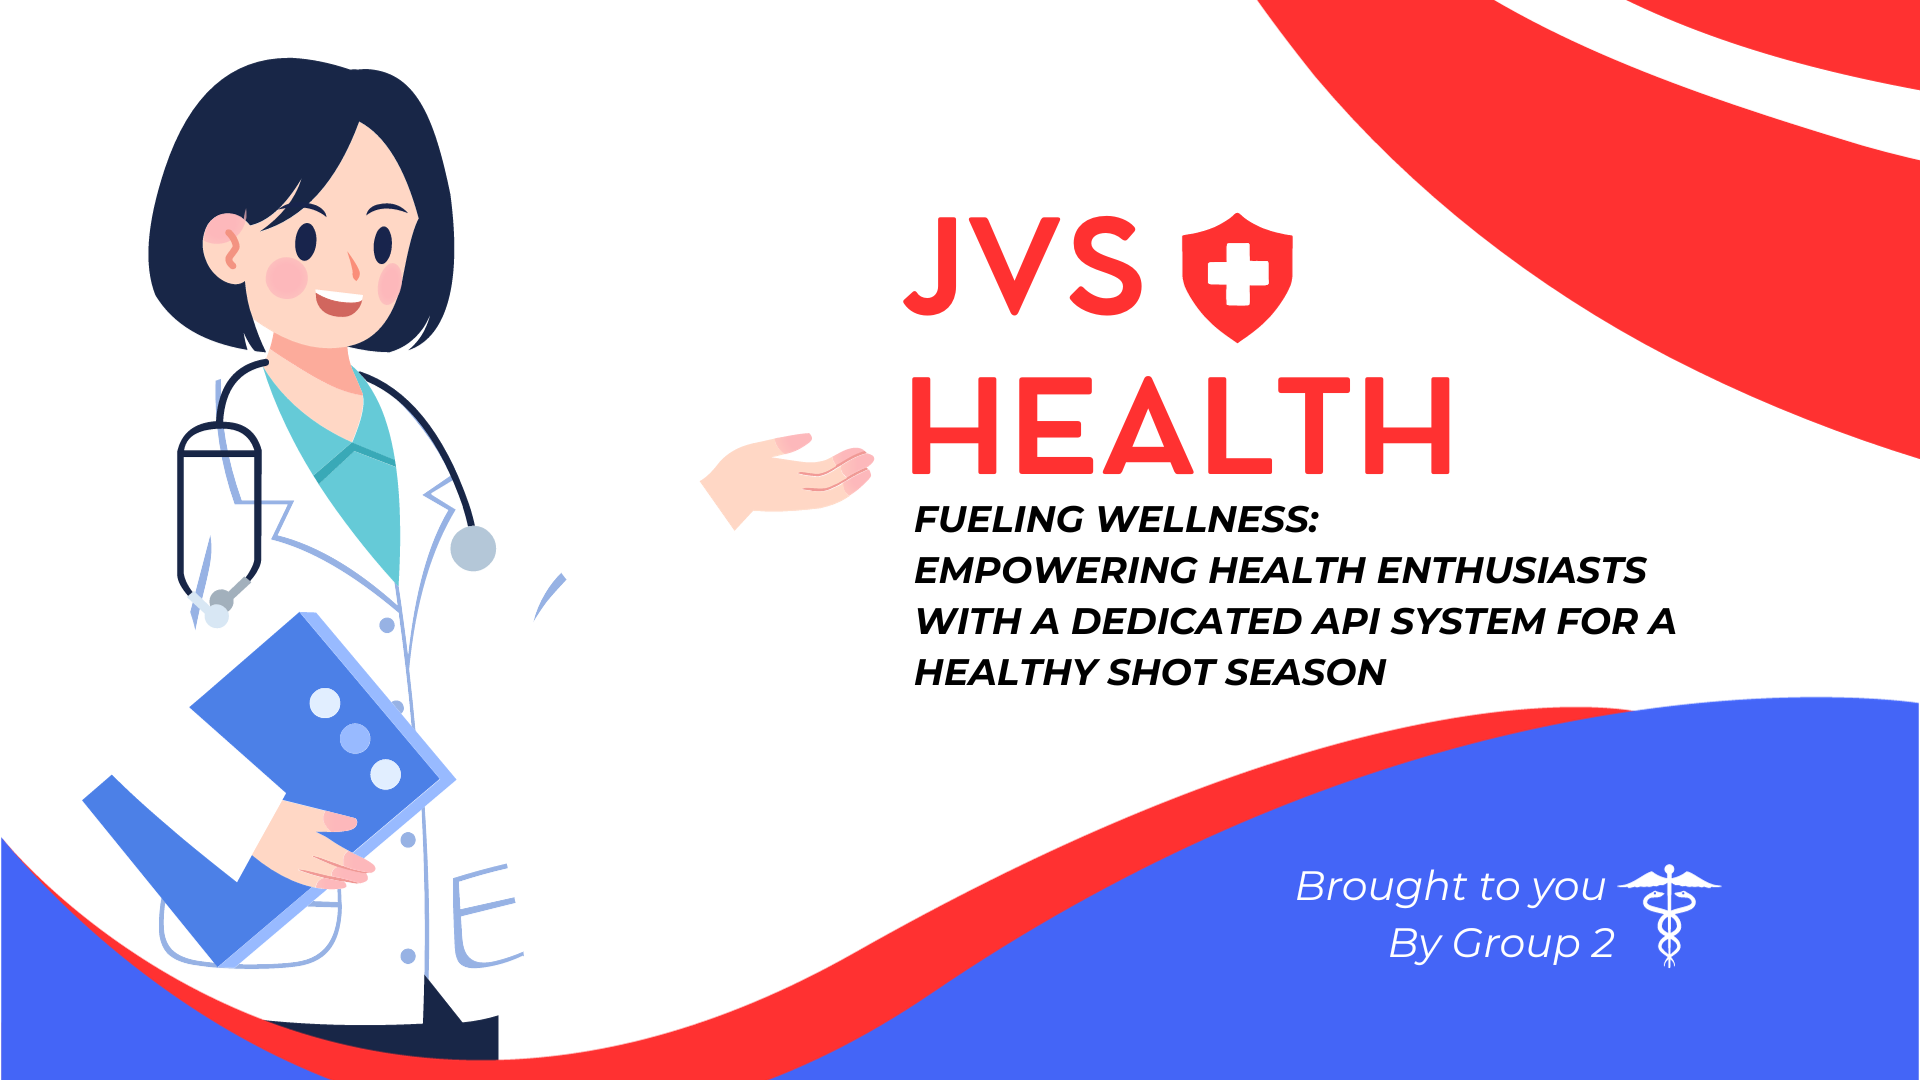 JVS
HEALTH
FUELING WELLNESS:
EMPOWERING HEALTH ENTHUSIASTS
WITH A DEDICATED API SYSTEM FOR A
HEALTHY SHOT SEASON
Brought to you
By Group 2